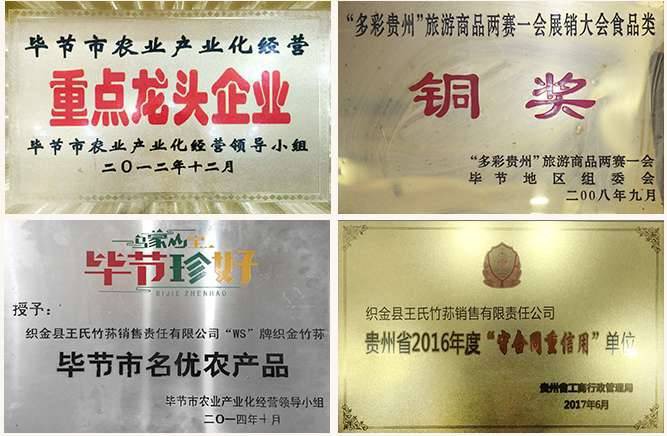 毕节市农业产业化经营
重点龙头企业
毕节市农业产业化经营领导小组
二〇一二年十二月
“多彩贵州”旅游商品两赛一会展销大会食品类
铜奖
“多彩贵州”旅游商品两赛一会
毕节地区组委会
二00八年九月
乌蒙山宝
毕节珍好
BIJIE ZHENHAO
授予：
织金县王氏竹荪销售责任有限公司“WS”牌织金竹荪
毕节市名优农产品
毕节市农业产业化经营领导小组
二〇一四年十月
织金县王氏竹荪销售有限责任公司
贵州省2016年度“守合同重信用”单位
贵州省工商行政管理局
2017年6月